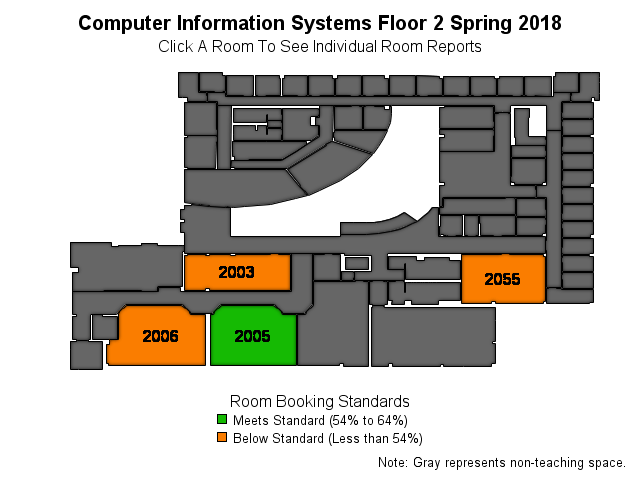 Computer Information Systems Floor 2 Spring 2018
Click A Room To See Individual Room Reports
2003
2055
2006
2005
Room Booking Standards
Meets Standard (54% to 64%)
Below Standard (Less than 54%)
Note: Gray represents non-teaching space.